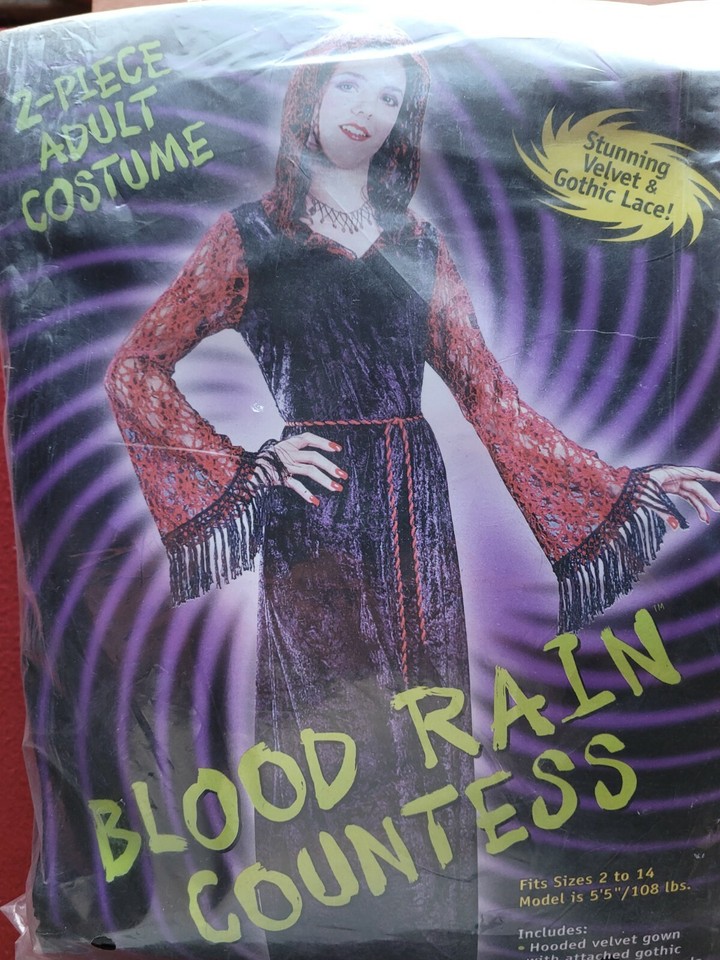 2-PIECE
ADULT
COSTUME
Stunning
Velvet &
Gothic Lace!
BLOOD RAIN™
COUNTESS
Fits Sizes 2 to 14
Model is 5'5"/108 lbs.
Includes:
• Hooded velvet gown
with attached gothic